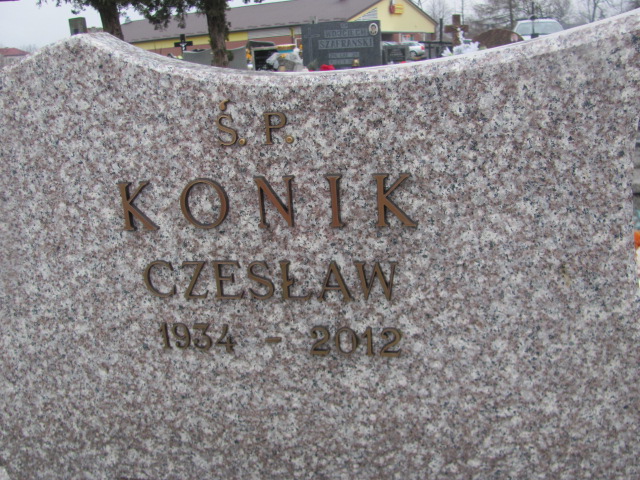 Ś. P.
KONIK
CZESŁAW
1934 - 2012